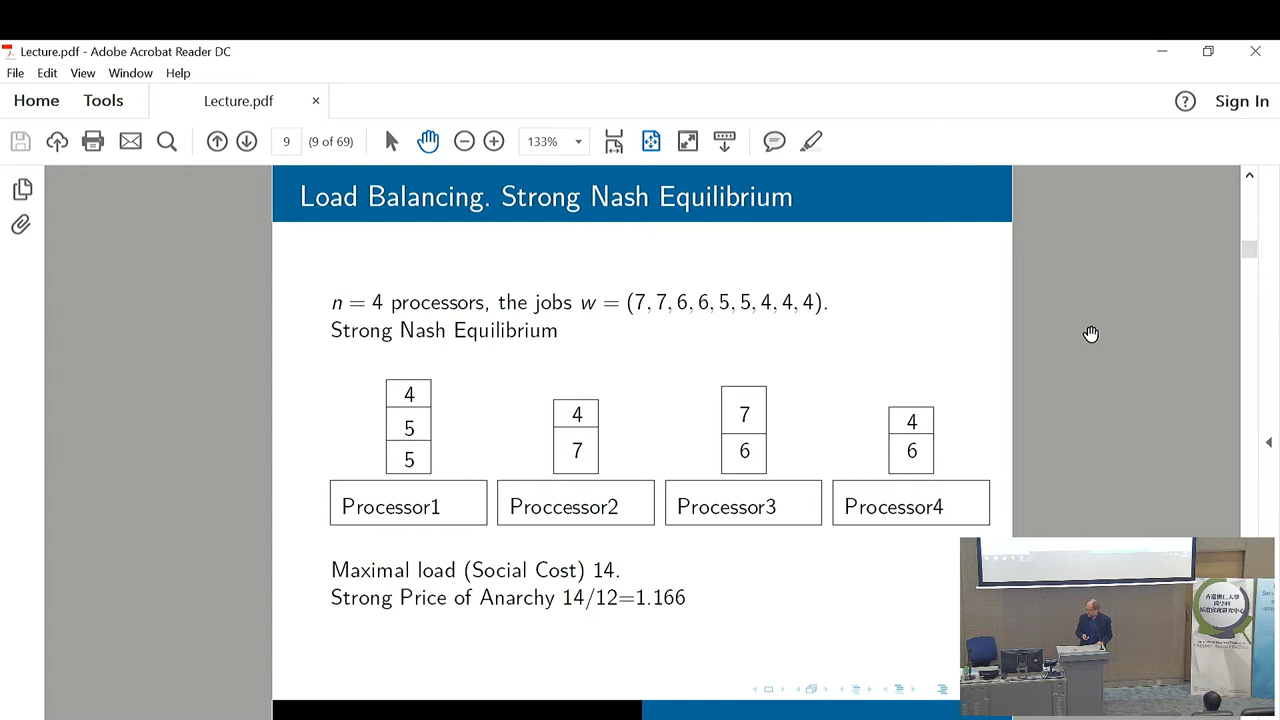 Lecture.pdf - Adobe Acrobat Reader DC
File Edit View Window Help
Home Tools Lecture.pdf × ? Sign In
9 (9 of 69) 133%
Load Balancing. Strong Nash Equilibrium
n = 4 processors, the jobs w = (7, 7, 6, 6, 5, 5, 4, 4, 4).
Strong Nash Equilibrium
4
5
5
4
7
7
6
4
6
Processor1 Proccessor2 Processor3 Processor4
Maximal load (Social Cost) 14.
Strong Price of Anarchy 14/12=1.166